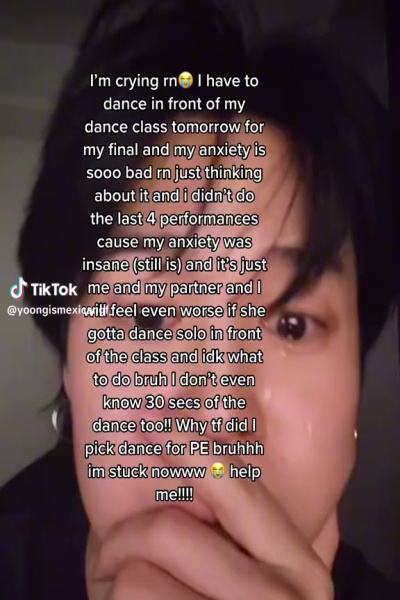 I'm crying rn😭 I have to
dance in front of my
dance class tomorrow for
my final and my anxiety is
sooo bad rn just thinking
about it and i didn't do
the last 4 performances
cause my anxiety was
insane (still is) and it's just
me and my partner and I
will feel even worse if she
gotta dance solo in front
of the class and idk what
to do bruh I don't even
know 30 secs of the
dance too!! Why tf did I
pick dance for PE bruhhh
im stuck nowww 😭 help
me!!!!
TikTok